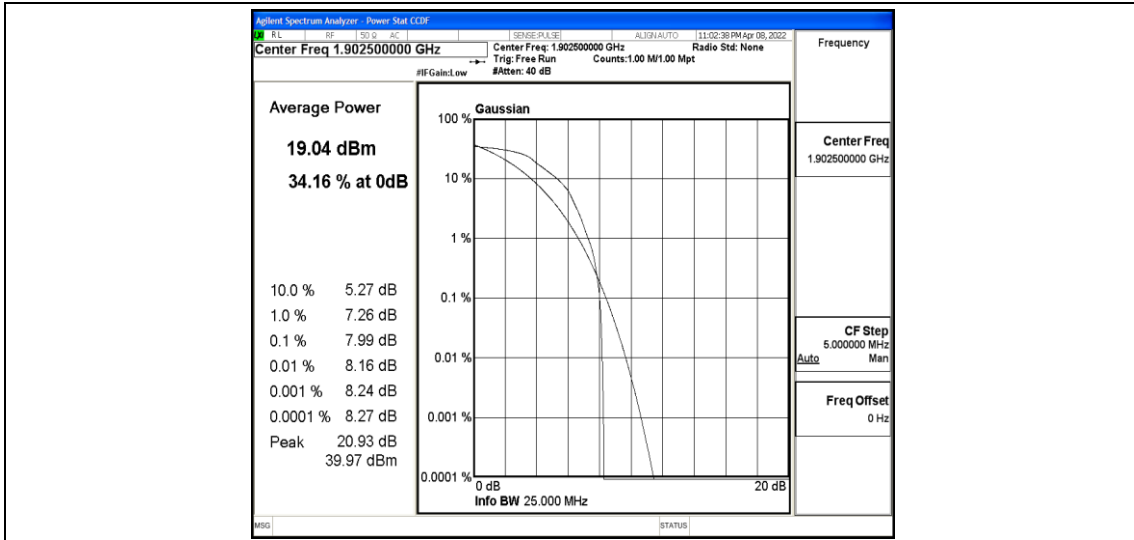 Agilent Spectrum Analyzer - Power Stat CCDF
LXI RL RF 50 Ω AC SENSE:PULSE ALIGNAUTO 11:02:38 PM Apr 08, 2022
Center Freq 1.902500000 GHz
Center Freq: 1.902500000 GHz Radio Std: None
Trig: Free Run Counts:1.00 M/1.00 Mpt
#IFGain:Low #Atten: 40 dB
Average Power
19.04 dBm
34.16 % at 0dB
10.0 % 5.27 dB
1.0 % 7.26 dB
0.1 % 7.99 dB
0.01 % 8.16 dB
0.001 % 8.24 dB
0.0001 % 8.27 dB
Peak 20.93 dB
39.97 dBm
Gaussian
100 %
10 %
1 %
0.1 %
0.01 %
0.001 %
0.0001 %
0 dB 20 dB
Info BW 25.000 MHz
Frequency
Center Freq
1.902500000 GHz
CF Step
5.000000 MHz
Auto Man
Freq Offset
0 Hz
MSG STATUS